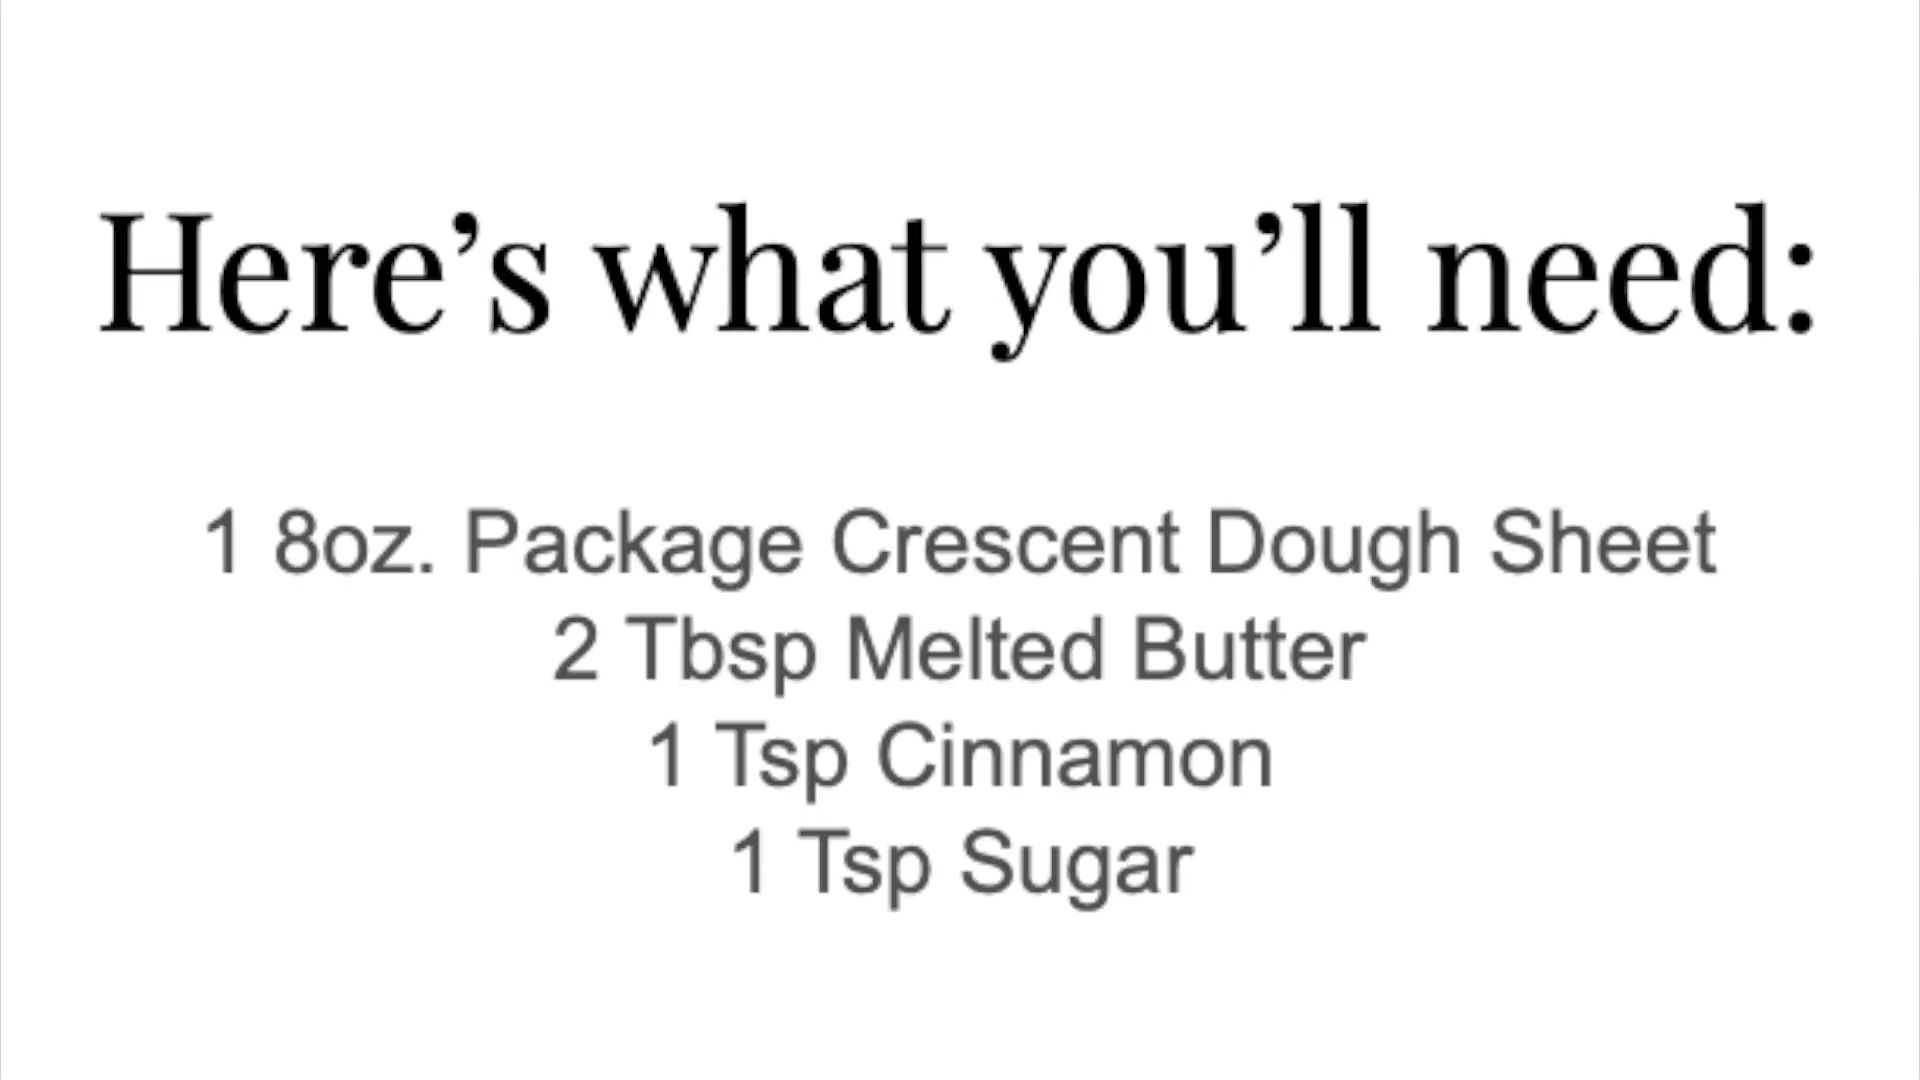 Here’s what you’ll need:
1 8oz. Package Crescent Dough Sheet
2 Tbsp Melted Butter
1 Tsp Cinnamon
1 Tsp Sugar